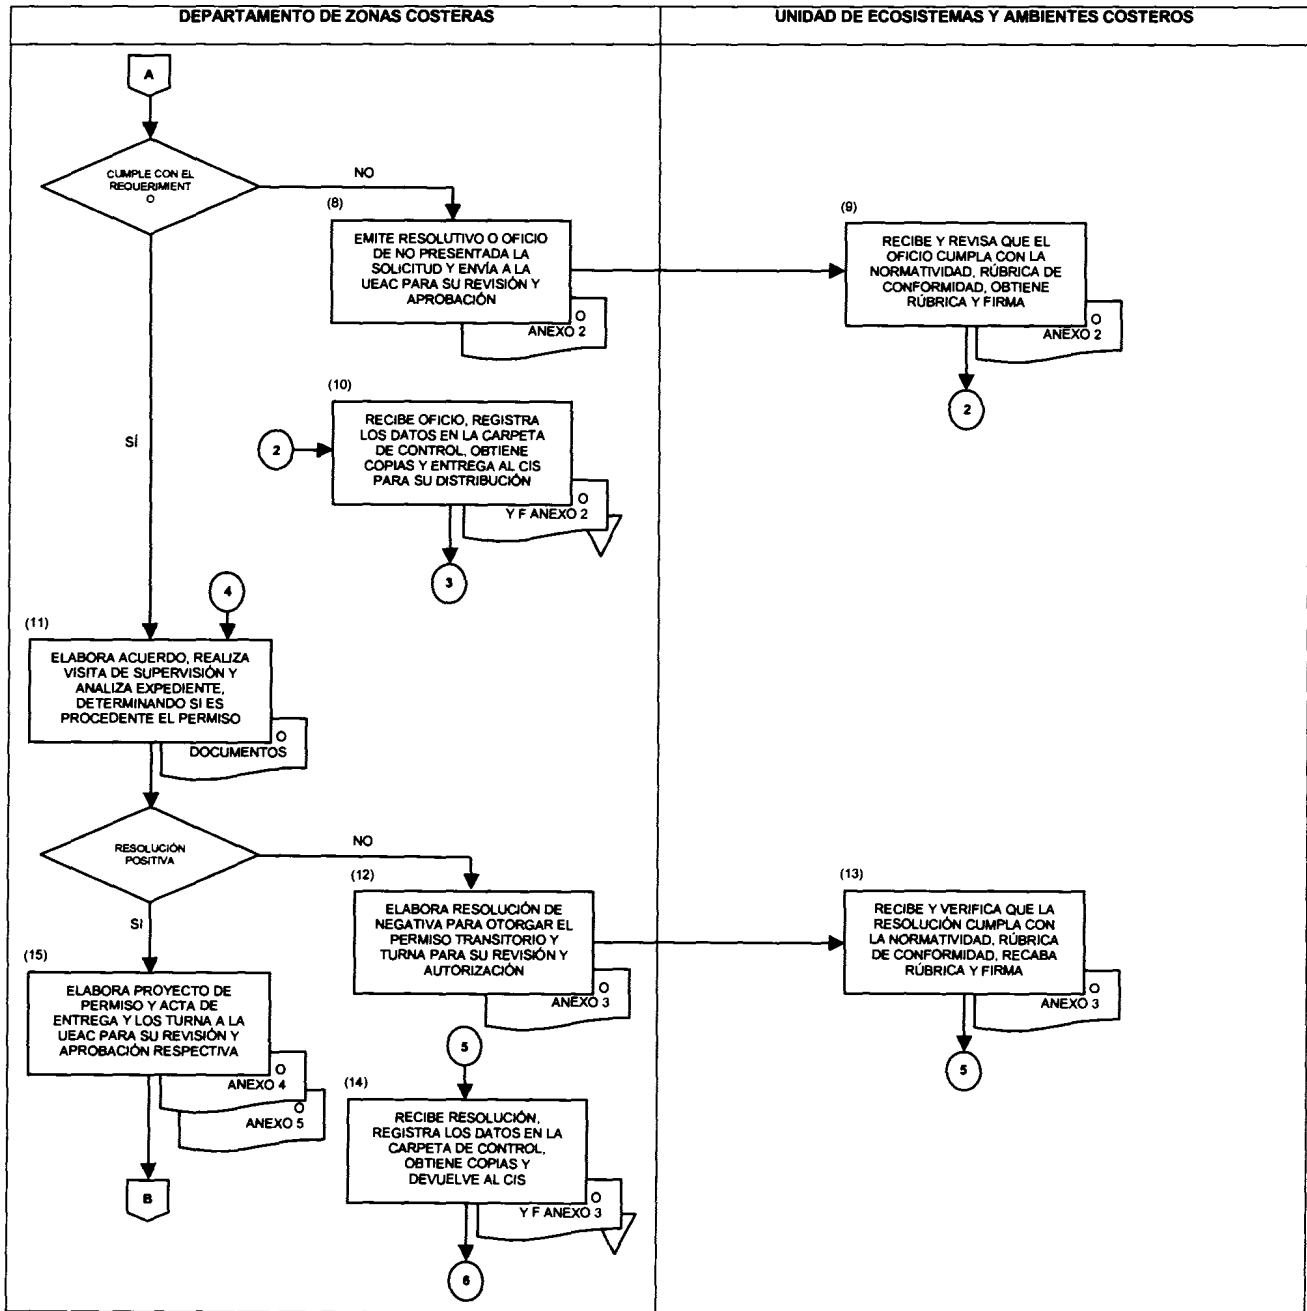 DEPARTAMENTO DE ZONAS COSTERAS
UNIDAD DE ECOSISTEMAS Y AMBIENTES COSTEROS
A
CUMPLE CON EL
REQUERIMIENT
O
NO
(8)
EMITE RESOLUTIVO O OFICIO
DE NO PRESENTADA LA
SOLICITUD Y ENVÍA A LA
UEAC PARA SU REVISIÓN Y
APROBACIÓN
O
ANEXO 2
(9)
RECIBE Y REVISA QUE EL
OFICIO CUMPLA CON LA
NORMATIVIDAD, RÚBRICA DE
CONFORMIDAD, OBTIENE
RÚBRICA Y FIRMA
O
ANEXO 2
2
(10)
2
RECIBE OFICIO, REGISTRA
LOS DATOS EN LA CARPETA
DE CONTROL, OBTIENE
COPIAS Y ENTREGA AL CIS
PARA SU DISTRIBUCIÓN
O
Y F ANEXO 2
3
SÍ
4
(11)
ELABORA ACUERDO, REALIZA
VISITA DE SUPERVISIÓN Y
ANALIZA EXPEDIENTE,
DETERMINANDO SI ES
PROCEDENTE EL PERMISO
O
DOCUMENTOS
RESOLUCIÓN
POSITIVA
NO
(12)
ELABORA RESOLUCIÓN DE
NEGATIVA PARA OTORGAR EL
PERMISO TRANSITORIO Y
TURNA PARA SU REVISIÓN Y
AUTORIZACIÓN
O
ANEXO 3
(13)
RECIBE Y VERIFICA QUE LA
RESOLUCIÓN CUMPLA CON
LA NORMATIVIDAD, RÚBRICA
DE CONFORMIDAD, RECABA
RÚBRICA Y FIRMA
O
ANEXO 3
5
SI
(15)
ELABORA PROYECTO DE
PERMISO Y ACTA DE
ENTREGA Y LOS TURNA A LA
UEAC PARA SU REVISIÓN Y
APROBACIÓN RESPECTIVA
O
ANEXO 4
O
ANEXO 5
B
5
(14)
RECIBE RESOLUCIÓN,
REGISTRA LOS DATOS EN LA
CARPETA DE CONTROL,
OBTIENE COPIAS Y
DEVUELVE AL CIS
O
Y F ANEXO 3
6